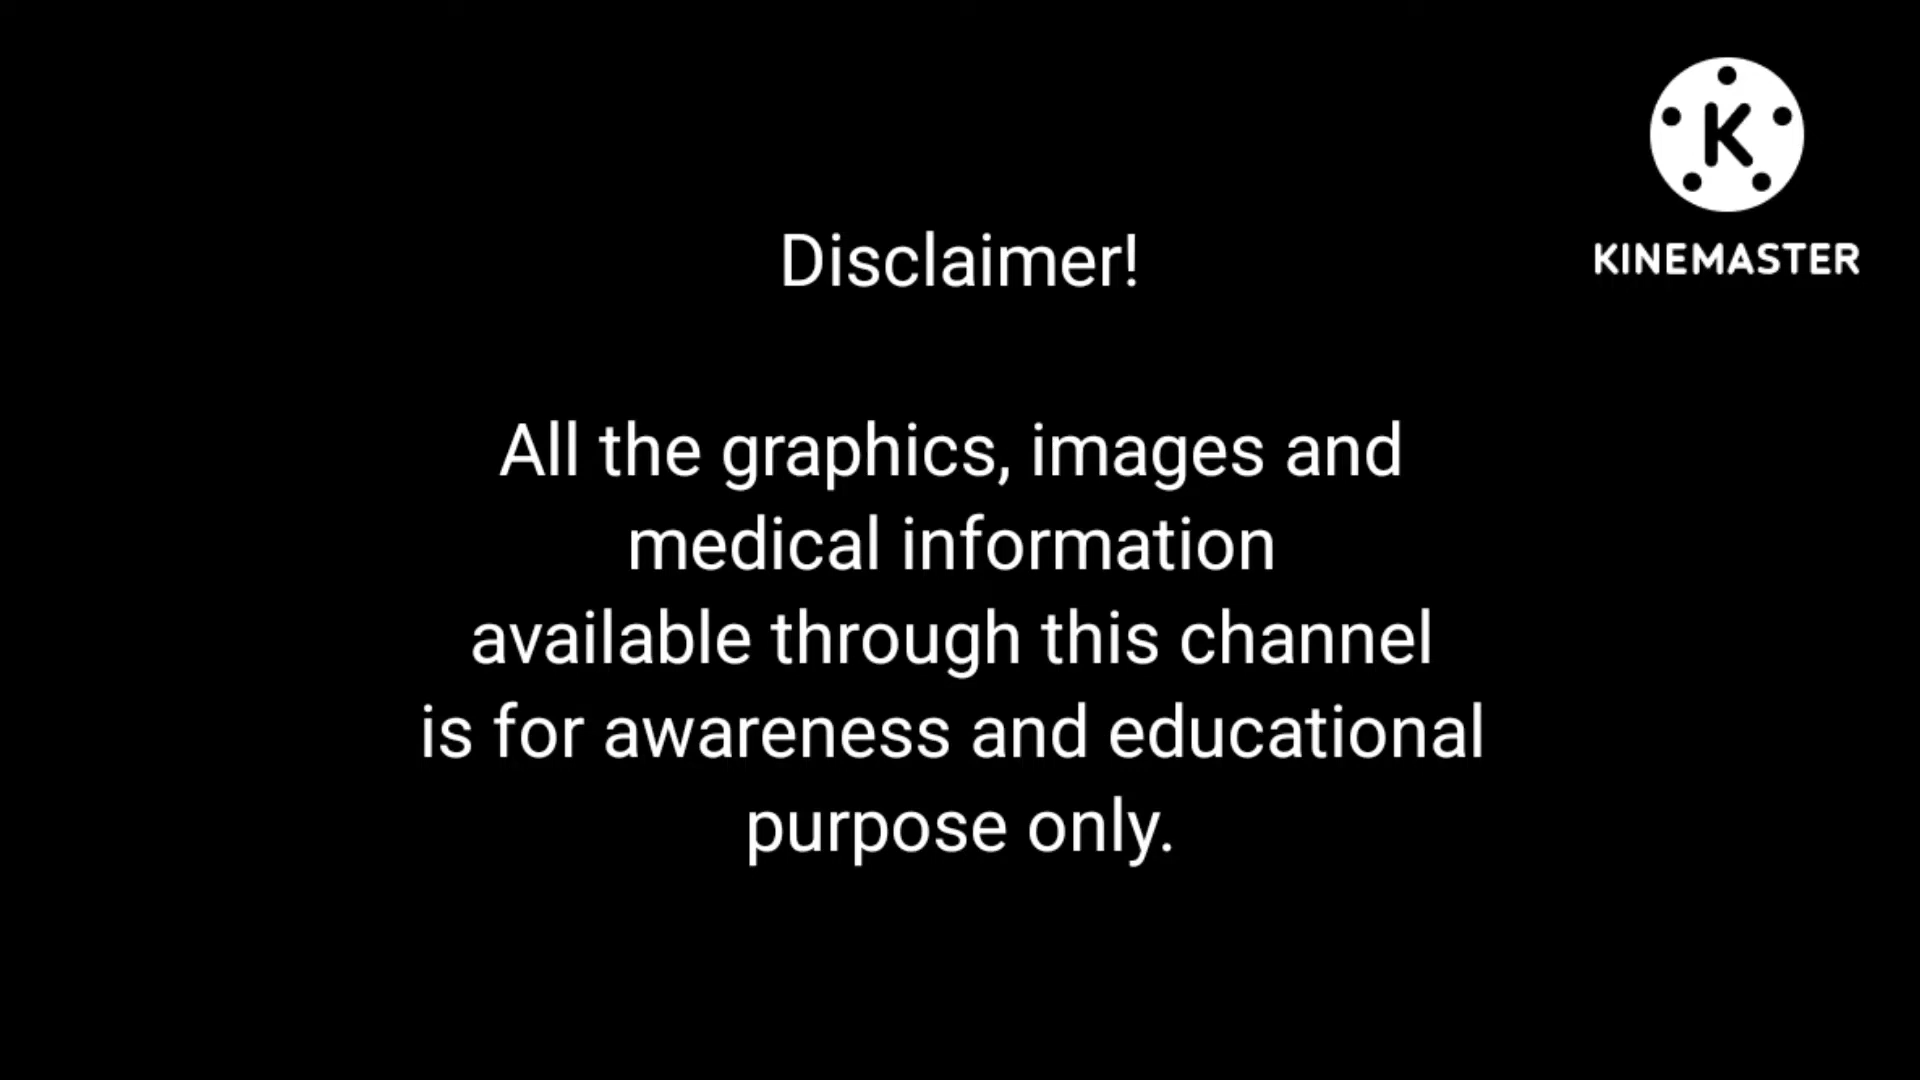 K
KINEMASTER
Disclaimer!
All the graphics, images and
medical information
available through this channel
is for awareness and educational
purpose only.